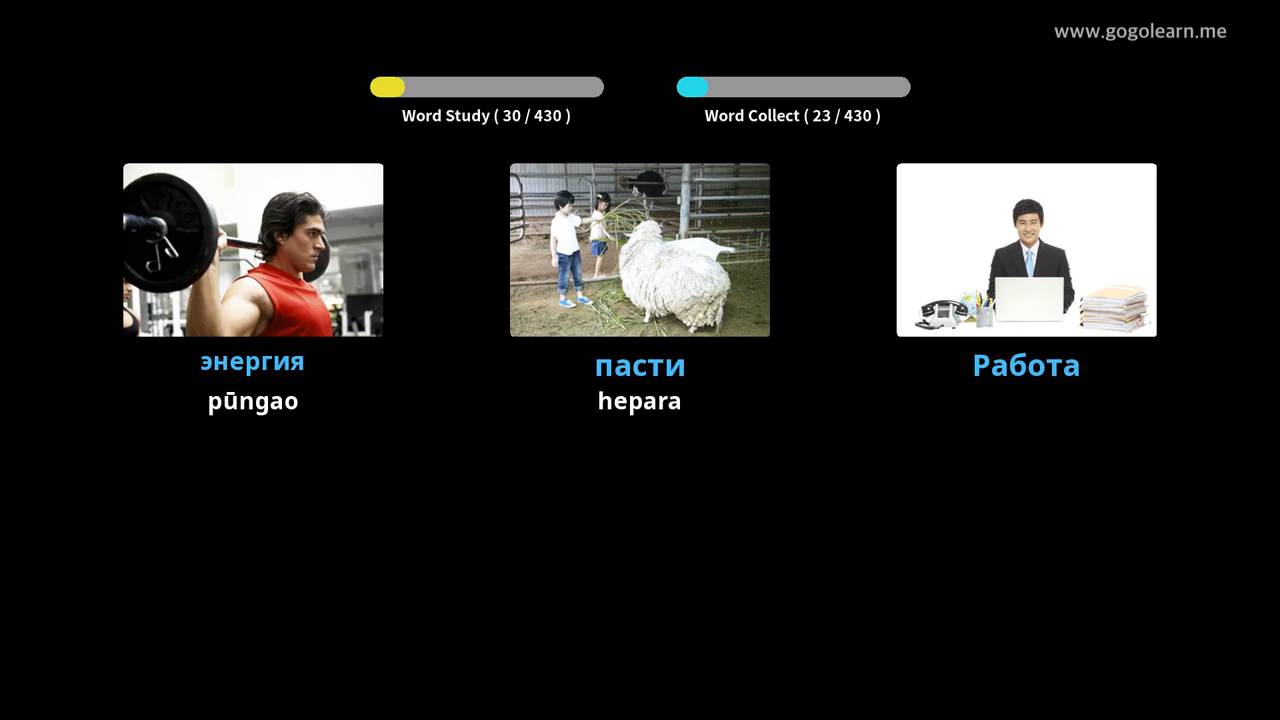 www.gogolearn.me
Word Study ( 30 / 430 )
Word Collect ( 23 / 430 )
энергия
pūngao
пасти
hepara
Работа